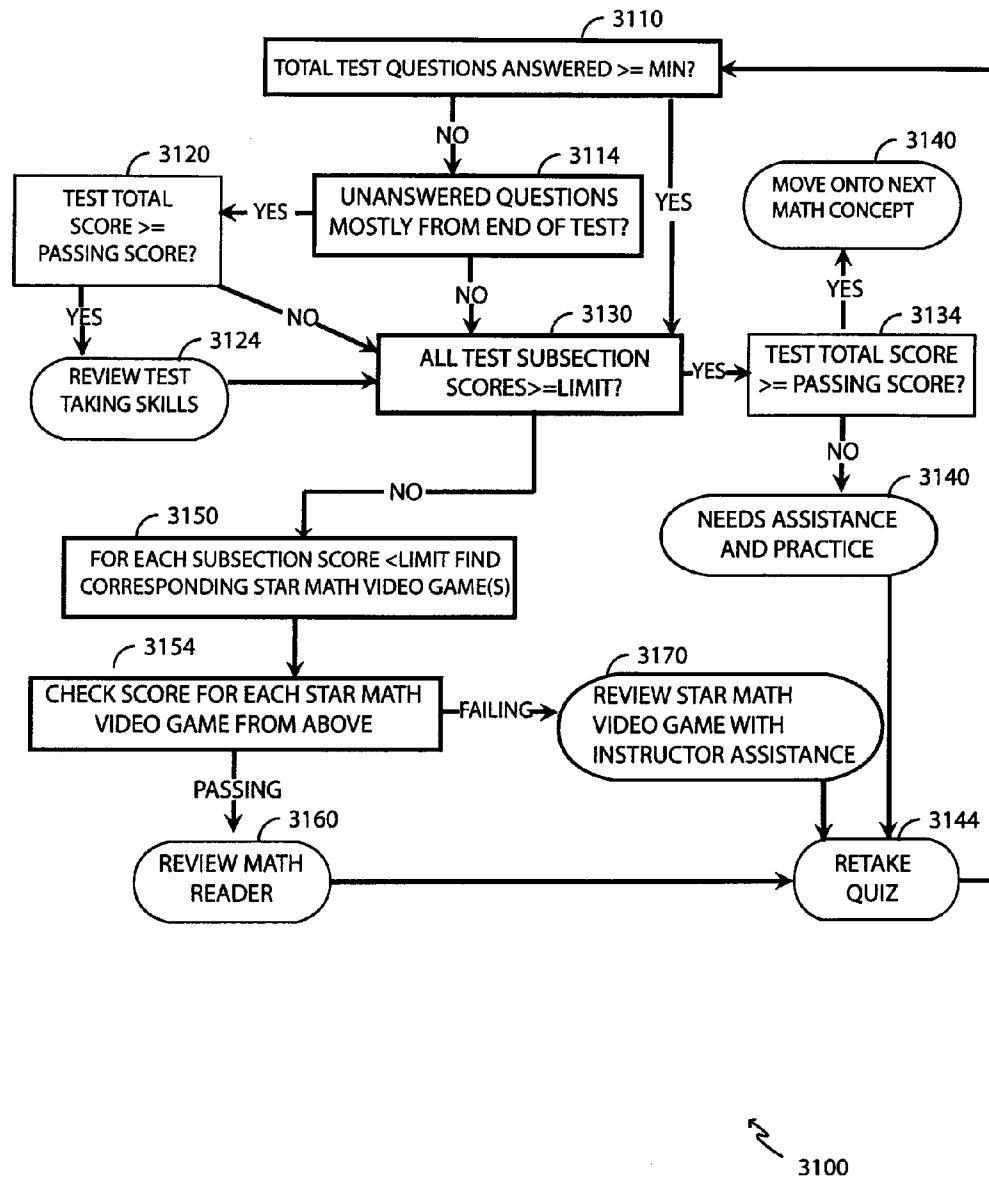 3110
TOTAL TEST QUESTIONS ANSWERED >= MIN?
NO
YES
3120
TEST TOTAL
SCORE >=
PASSING SCORE?
YES
3114
UNANSWERED QUESTIONS
MOSTLY FROM END OF TEST?
3140
MOVE ONTO NEXT
MATH CONCEPT
YES
NO
NO
YES
3124
REVIEW TEST
TAKING SKILLS
3130
ALL TEST SUBSECTION
SCORES>=LIMIT?
YES
3134
TEST TOTAL SCORE
>= PASSING SCORE?
NO
NO
3140
NEEDS ASSISTANCE
AND PRACTICE
3150
FOR EACH SUBSECTION SCORE <LIMIT FIND
CORRESPONDING STAR MATH VIDEO GAME(S)
3154
CHECK SCORE FOR EACH STAR MATH
VIDEO GAME FROM ABOVE
FAILING
3170
REVIEW STAR MATH
VIDEO GAME WITH
INSTRUCTOR ASSISTANCE
PASSING
3160
REVIEW MATH
READER
3144
RETAKE
QUIZ
3100